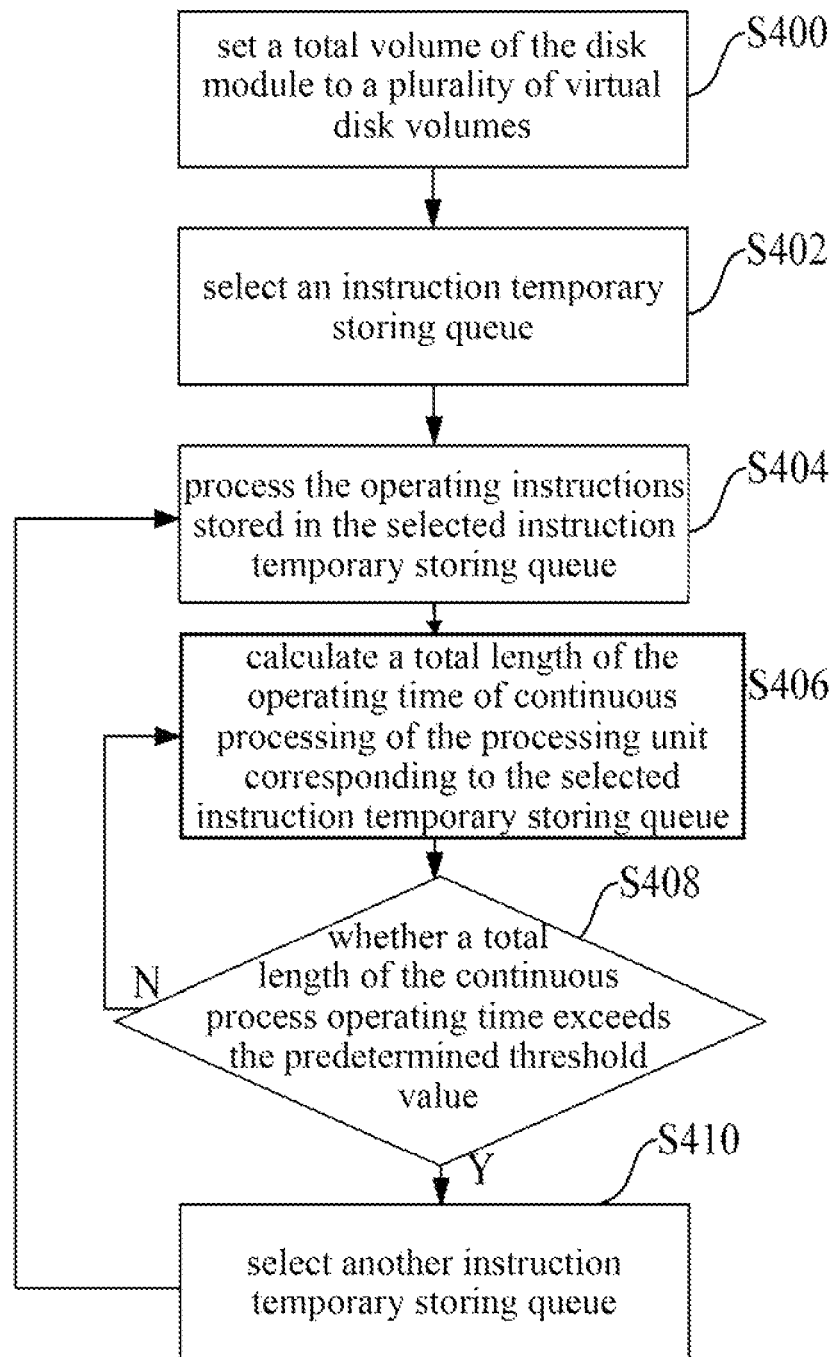 set a total volume of the disk
module to a plurality of virtual
disk volumes
S400
select an instruction temporary
storing queue
S402
process the operating instructions
stored in the selected instruction
temporary storing queue
S404
calculate a total length of the
operating time of continuous
processing of the processing unit
corresponding to the selected
instruction temporary storing queue
S406
whether a total
length of the continuous
process operating time exceeds
the predetermined threshold
value
S408
N
Y
select another instruction
temporary storing queue
S410